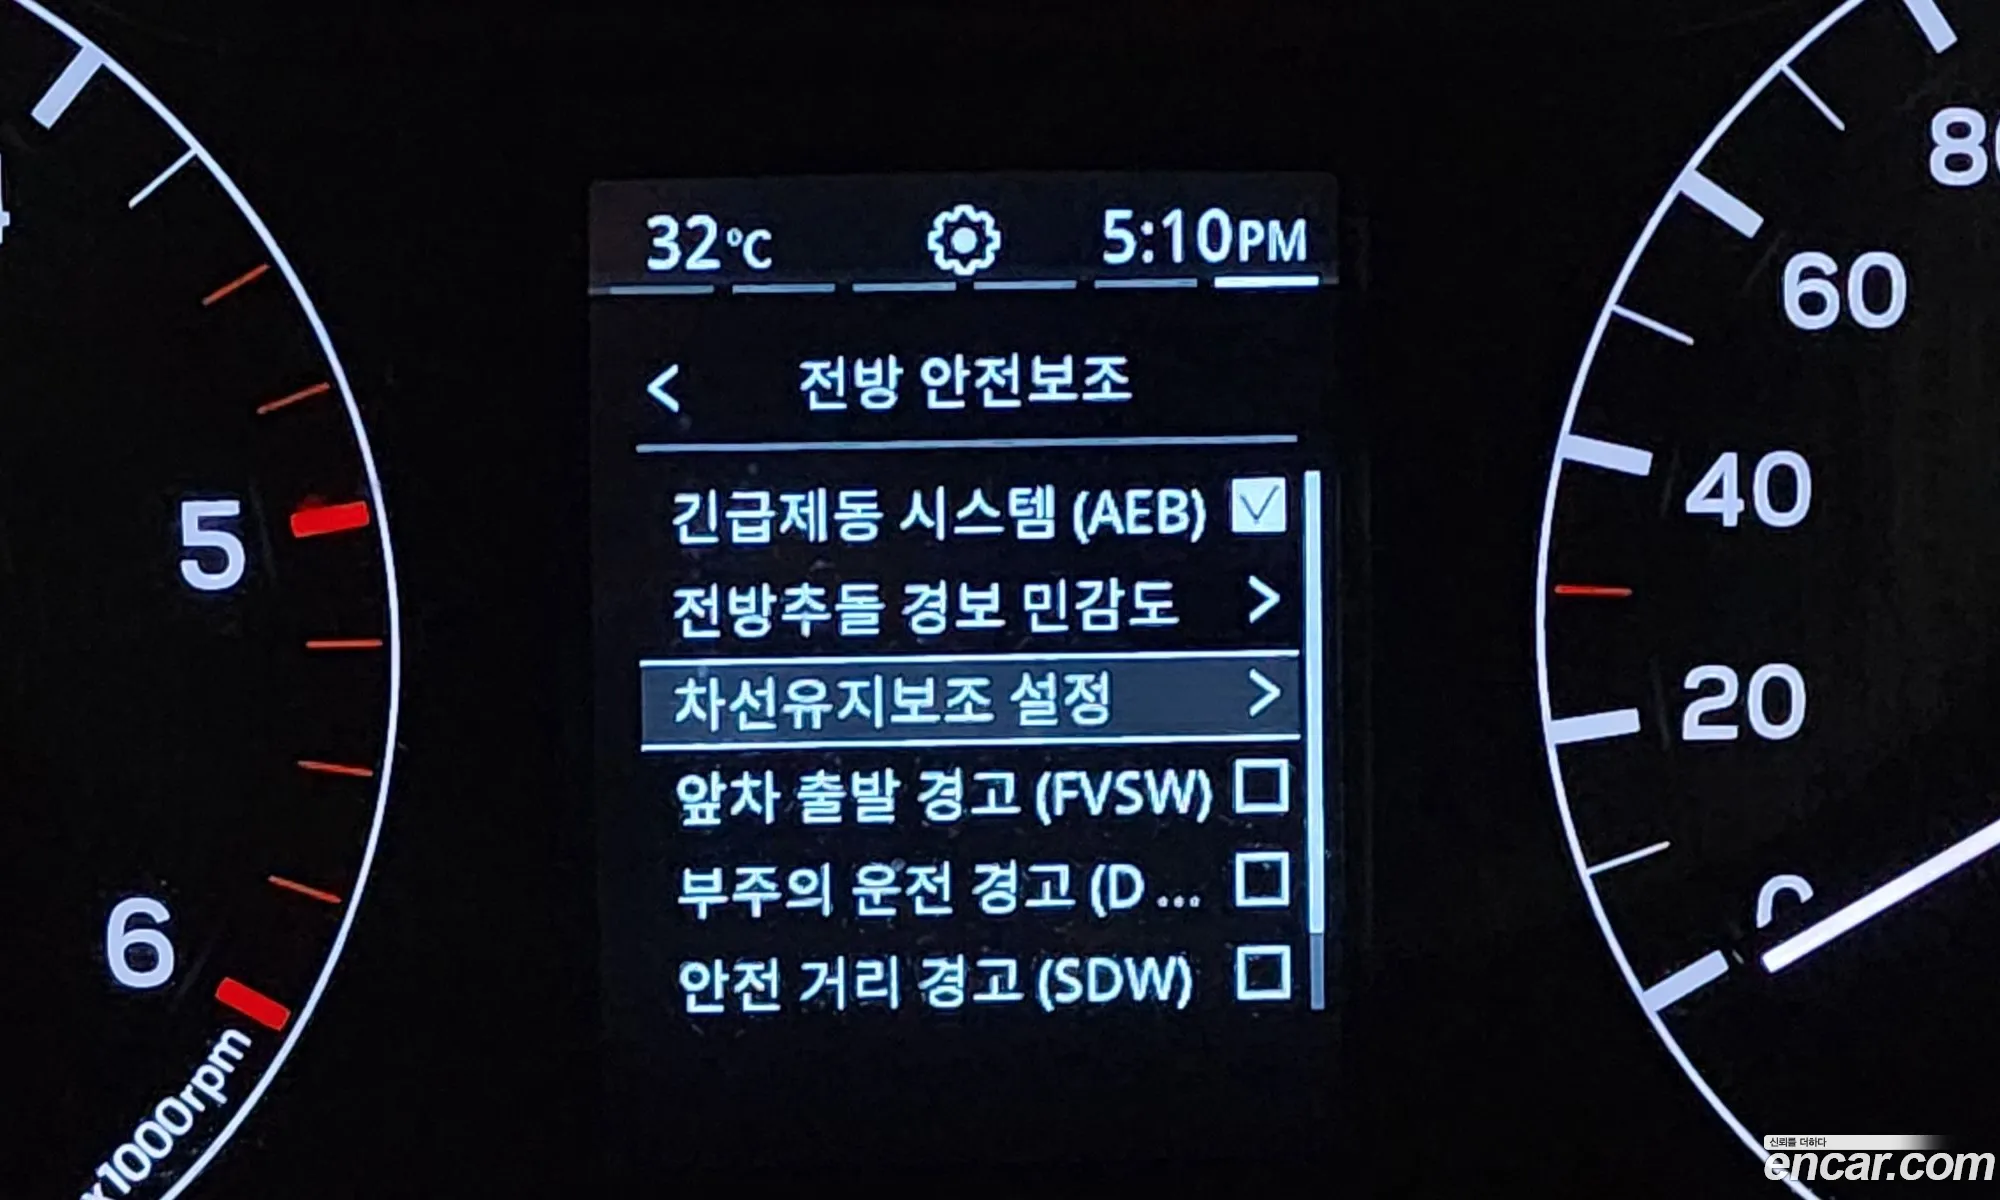 32°C 5:10PM
< 전방 안전보조
긴급제동 시스템 (AEB)
전방추돌 경보 민감도 >
차선유지보조 설정 >
앞차 출발 경고 (FVSW)
부주의 운전 경고 (D ...
안전 거리 경고 (SDW)
5
6
x1000rpm
60
40
20
0
신뢰를 더하다
encar.com